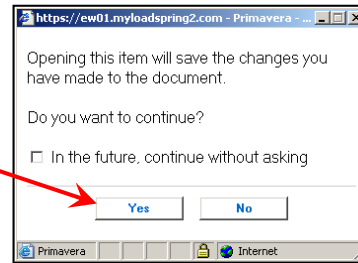 https://ew01.myloadspring2.com - Primavera - ...
Opening this item will save the changes you
have made to the document.
Do you want to continue?
In the future, continue without asking
Yes No
Primavera Internet